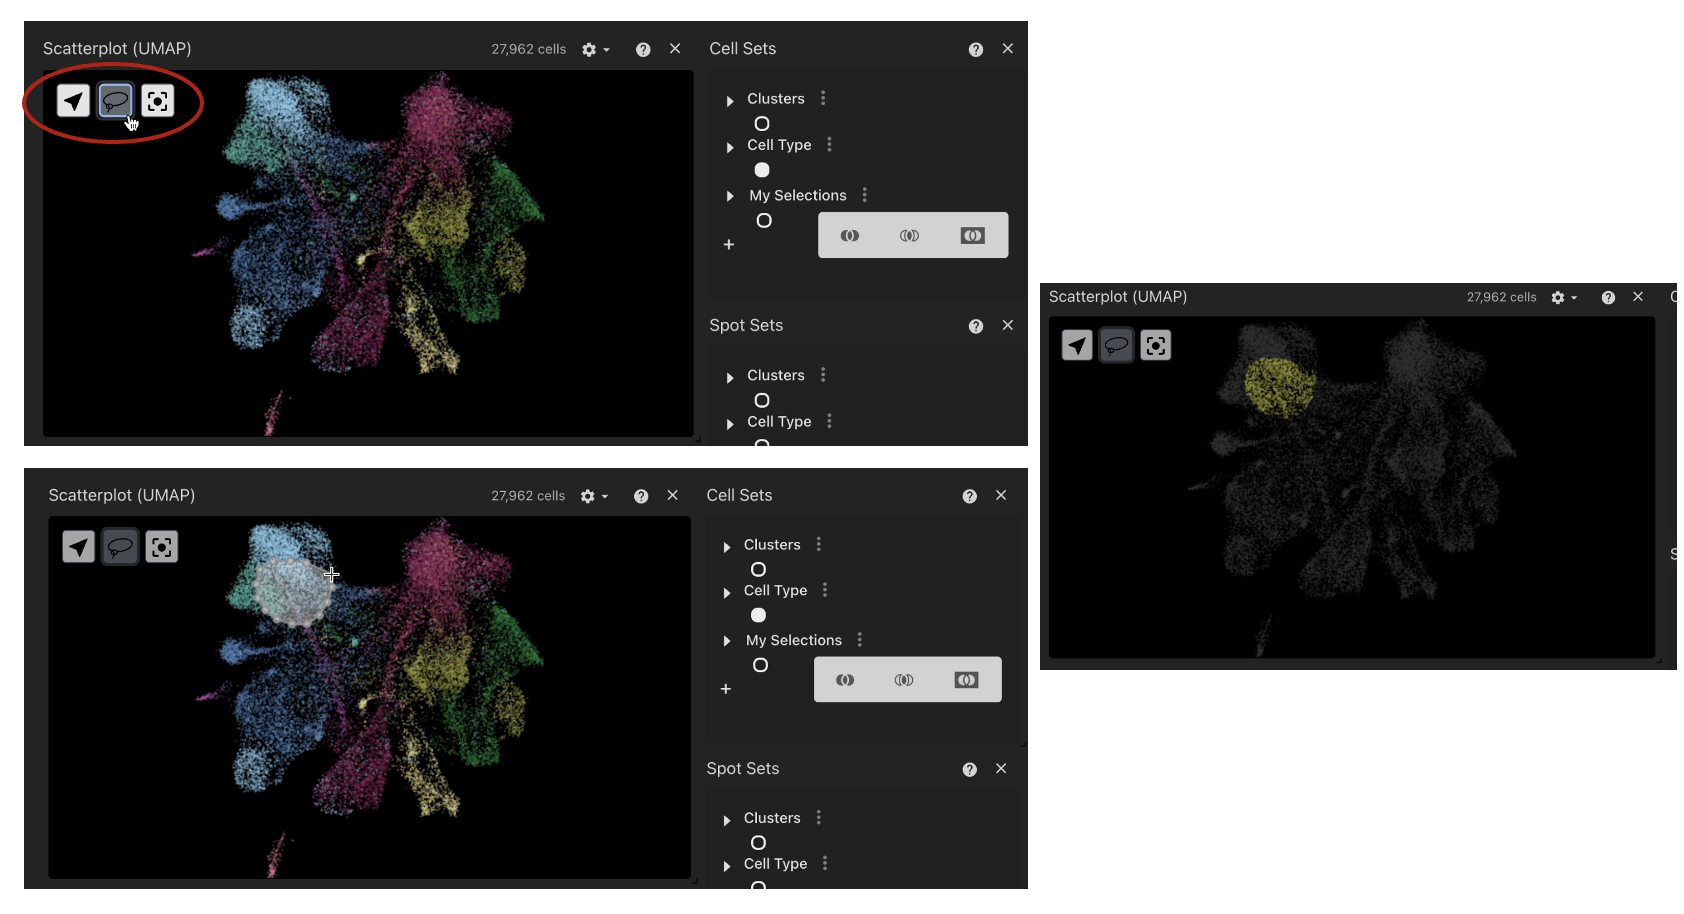 Scatterplot (UMAP) 27,962 cells
Cell Sets
Clusters
Cell Type
My Selections
+
Spot Sets
Clusters
Cell Type
Scatterplot (UMAP) 27,962 cells
Cell Sets
Clusters
Cell Type
My Selections
+
Spot Sets
Clusters
Cell Type
Scatterplot (UMAP) 27,962 cells